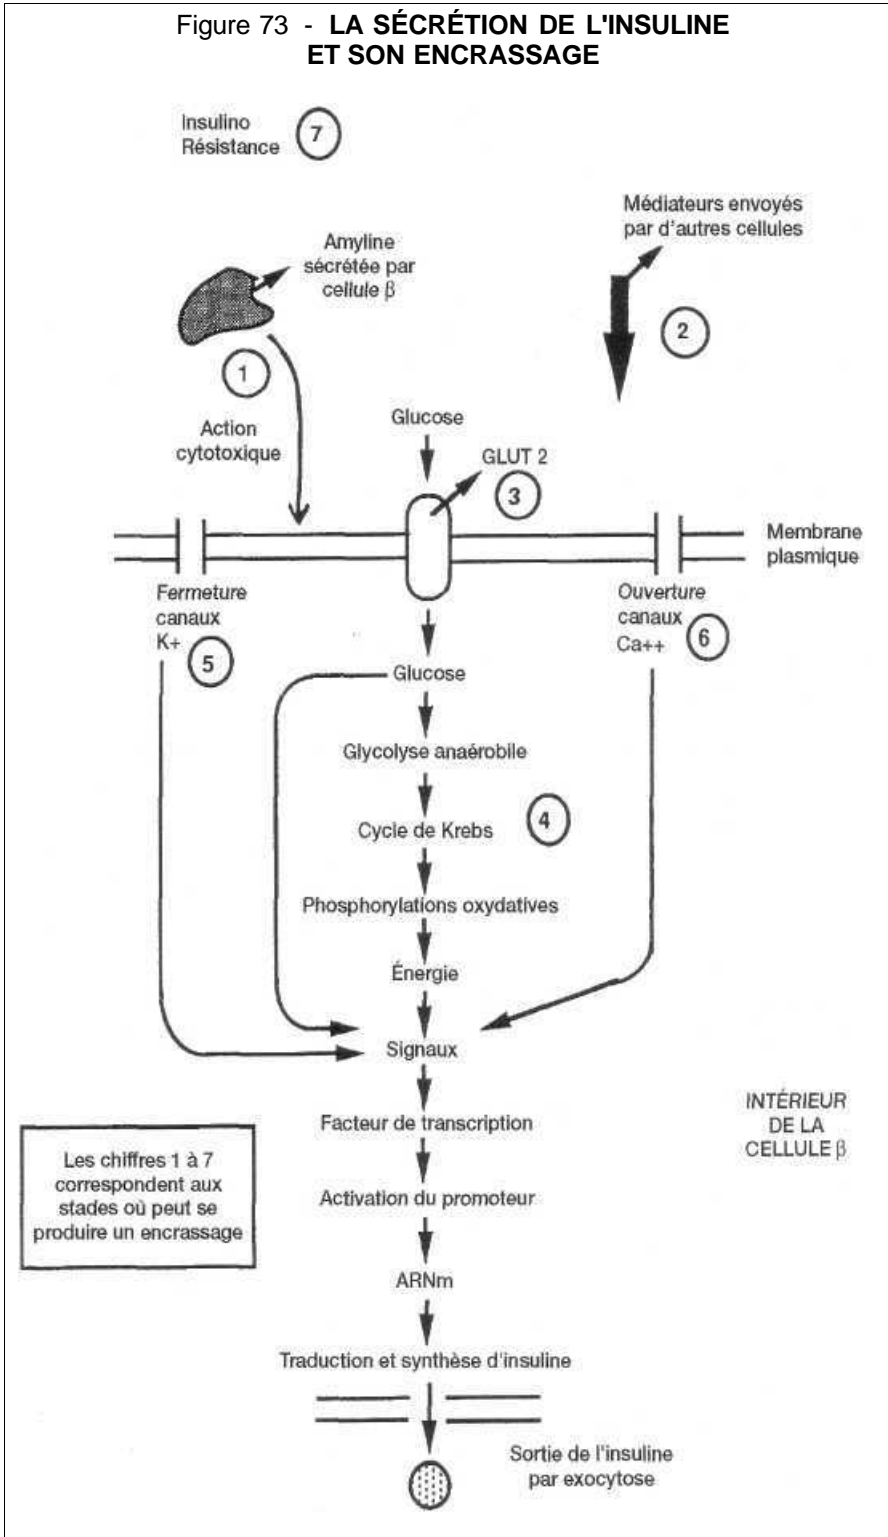 Figure 73 - LA SÉCRÉTION DE L'INSULINE
ET SON ENCRASSAGE
Insulino
Résistance
7
Médiateurs envoyés
par d'autres cellules
Amyline
sécrétée par
cellule β
2
1
Action
cytotoxique
Glucose
GLUT 2
3
Membrane
plasmique
Fermeture
canaux
K+
5
Ouverture
canaux
Ca++
6
Glucose
Glycolyse anaérobile
Cycle de Krebs
4
Phosphorylations oxydatives
Énergie
Signaux
Facteur de transcription
INTÉRIEUR
DE LA
CELLULE β
Les chiffres 1 à 7
correspondent aux
stades où peut se
produire un encrassage
Activation du promoteur
ARNm
Traduction et synthèse d'insuline
Sortie de l'insuline
par exocytose